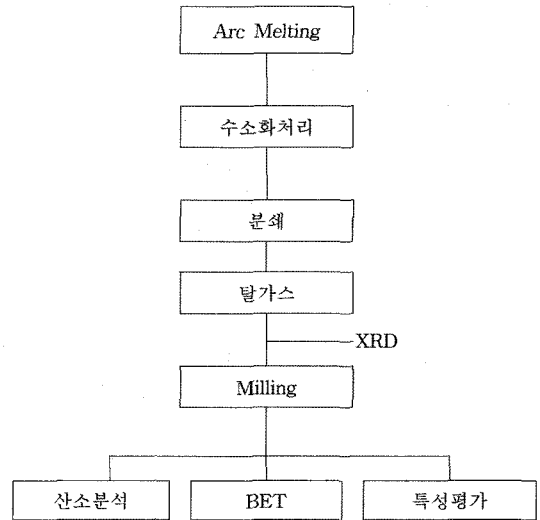 Arc Melting
수소화처리
분쇄
탈가스
XRD
Milling
산소분석
BET
특성평가